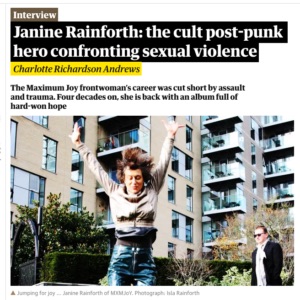 Interview
Janine Rainforth: the cult post-punk
hero confronting sexual violence
Charlotte Richardson Andrews
The Maximum Joy frontwoman's career was cut short by assault
and trauma. Four decades on, she is back with an album full of
hard-won hope
Jumping for joy ... Janine Rainforth of MXMJoY. Photograph: Isla Rainforth